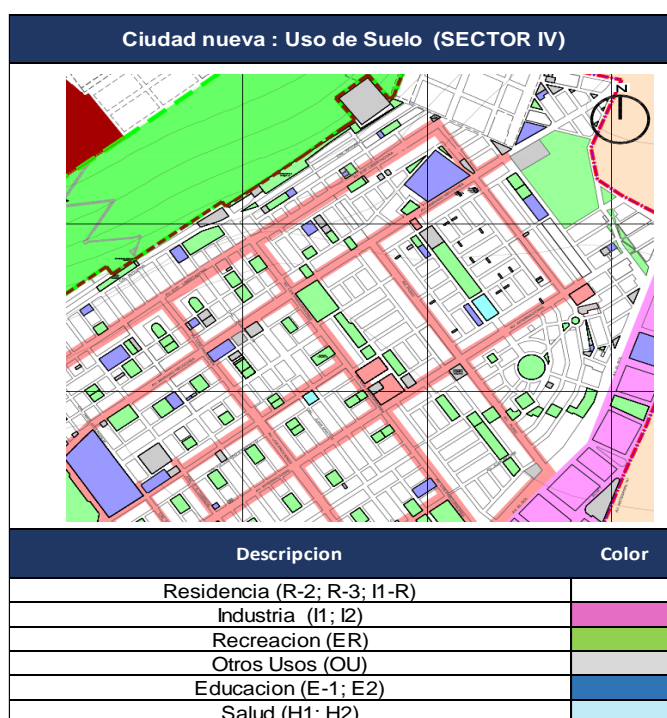 Ciudad nueva : Uso de Suelo (SECTOR IV)
N
Descripcion Color
Residencia (R-2; R-3; I1-R)
Industria (I1; I2)
Recreacion (ER)
Otros Usos (OU)
Educacion (E-1; E2)
Salud (H1; H2)